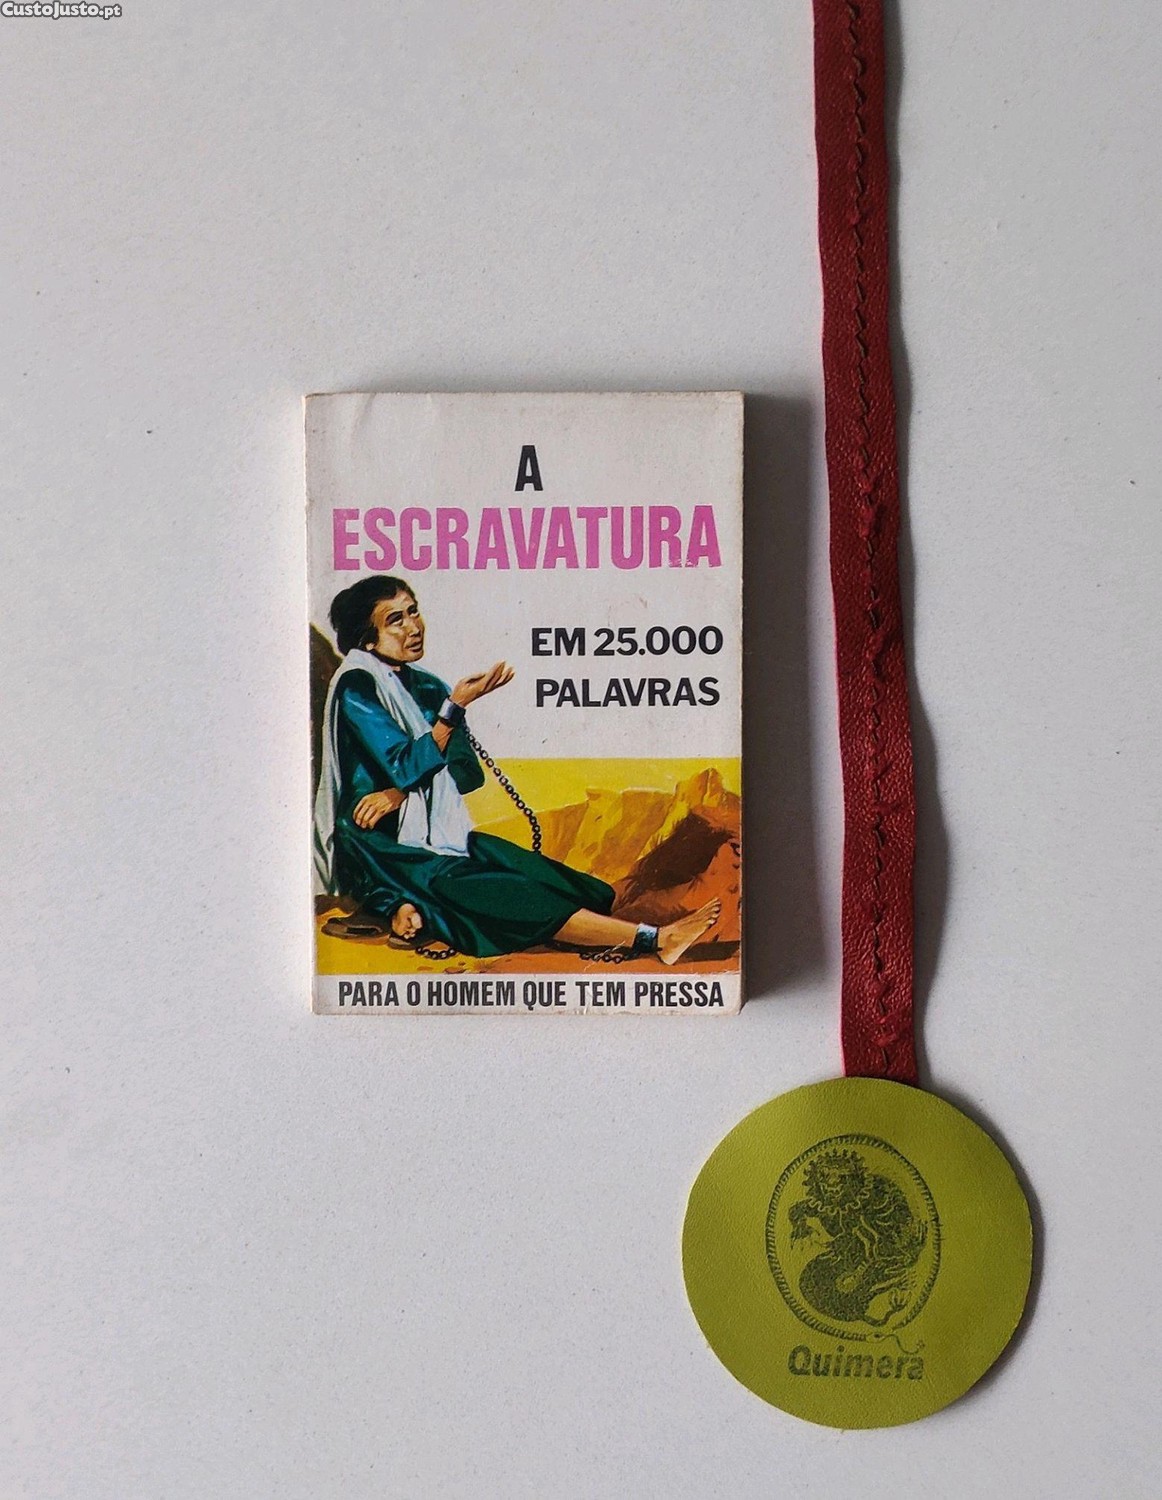 CustoJusto.pt
A
ESCRAVATURA
EM 25.000
PALAVRAS
PARA O HOMEM QUE TEM PRESSA
Quimera